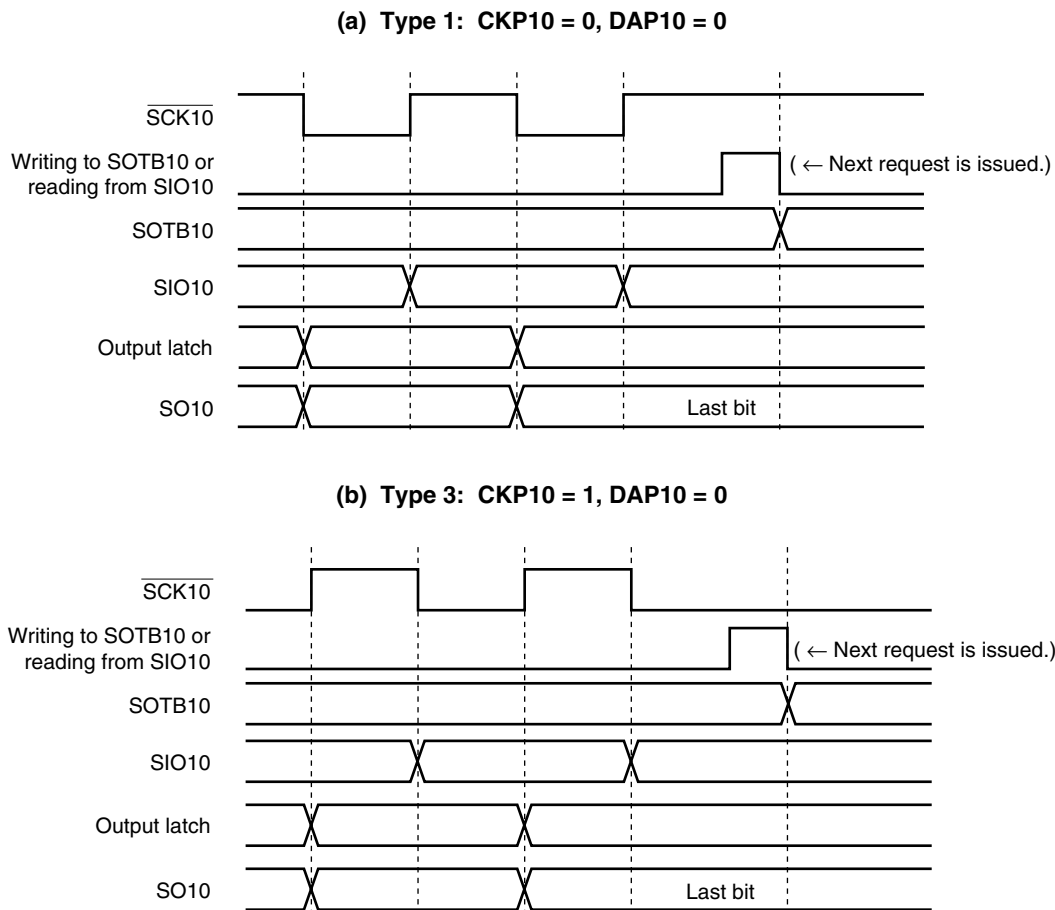 (a) Type 1: CKP10 = 0, DAP10 = 0
SCK10
Writing to SOTB10 or
reading from SIO10
( ← Next request is issued.)
SOTB10
SIO10
Output latch
SO10
Last bit
(b) Type 3: CKP10 = 1, DAP10 = 0
SCK10
Writing to SOTB10 or
reading from SIO10
( ← Next request is issued.)
SOTB10
SIO10
Output latch
SO10
Last bit